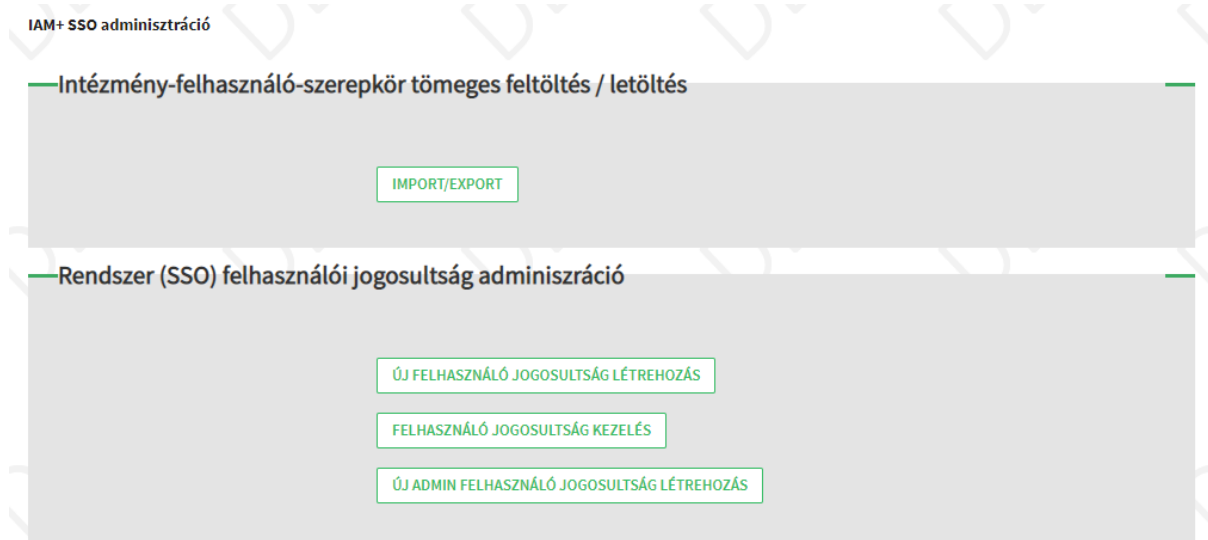 IAM+ SSO adminisztráció
Intézmény-felhasználó-szerepkör tömeges feltöltés / letöltés
IMPORT/EXPORT
Rendszer (SSO) felhasználói jogosultság adminiszráció
ÚJ FELHASZNÁLÓ JOGOSULTSÁG LÉTREHOZÁS
FELHASZNÁLÓ JOGOSULTSÁG KEZELÉS
ÚJ ADMIN FELHASZNÁLÓ JOGOSULTSÁG LÉTREHOZÁS